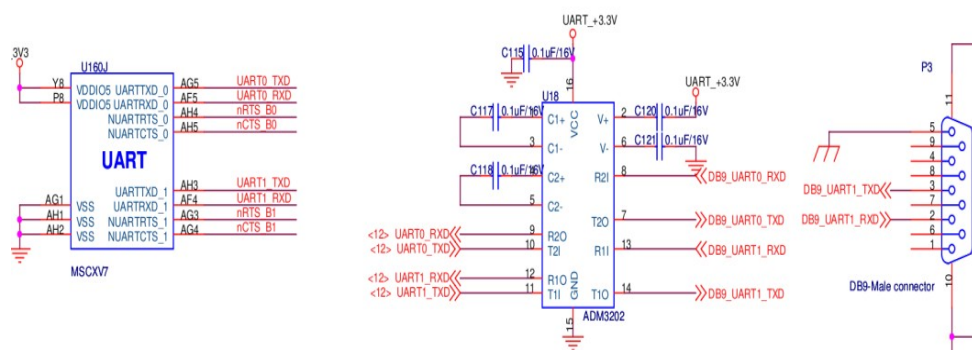 .3V3
U160J
Y8 VDDIO5 UARTTXD_0 AG5 UART0_TXD
P8 VDDIO5 UARTRXD_0 AF5 UART0_RXD
NUARTRTS_0 AH4 nRTS_B0
NUARTCTS_0 AH5 nCTS_B0
UART
UARTTXD_1 AH3 UART1_TXD
AG1 VSS UARTRXD_1 AF4 UART1_RXD
AH1 VSS NUARTRTS_1 AG3 nRTS_B1
AH2 VSS NUARTCTS_1 AG4 nCTS_B1
MSCXV7
UART_+3.3V
C115 0.1uF/16V
16
U18
VCC
UART_+3.3V
C117 0.1uF/16V
C1+ V+ 2 C120 0.1uF/16V
3 C1- V- 6 C121 0.1uF/16V
C118 0.1uF/16V
C2+ R2I 8 DB9_UART0_RXD
5 C2-
T2O 7 DB9_UART0_TXD
<12> UART0_RXD 9 R2O
<12> UART0_TXD 10 T2I R1I 13 DB9_UART1_RXD
<12> UART1_RXD 12 R1O
<12> UART1_TXD 11 T1I T1O 14 DB9_UART1_TXD
GND
15
ADM3202
P3
11
5
9
4
8
DB9_UART1_TXD 3
7
DB9_UART1_RXD 2
6
1
10
DB9-Male connector